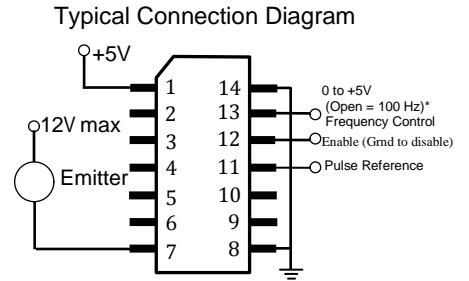 Typical Connection Diagram
+5V
12V max
Emitter
1
2
3
4
5
6
7
14
13
12
11
10
9
8
0 to +5V
(Open = 100 Hz)*
Frequency Control
Enable (Grnd to disable)
Pulse Reference